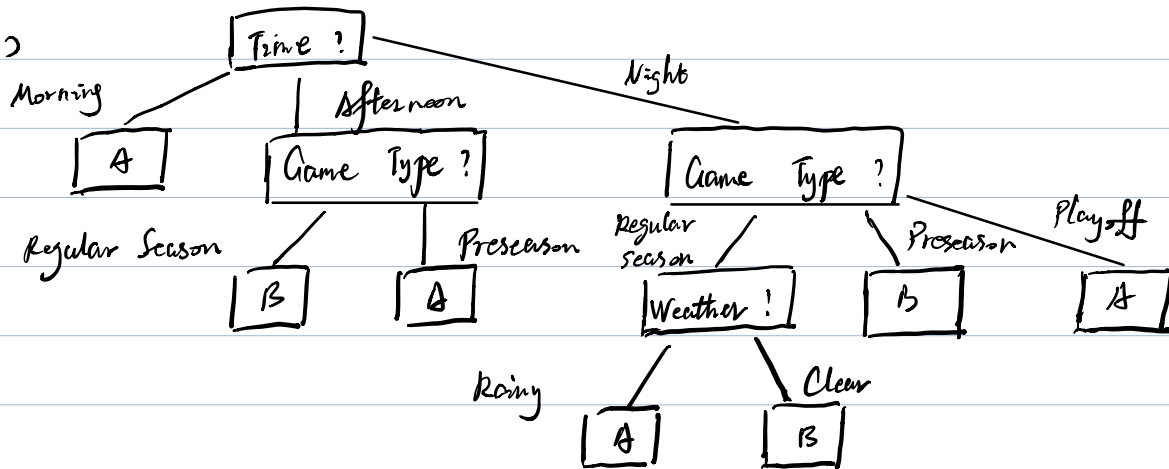 Time ?
Night
Morning
Afternoon
A
Game Type ?
Game Type ?
Regular Season
Preseason
Regular season
Preseason
Playoff
B
A
Weather ?
B
A
Rainy
Clear
A
B